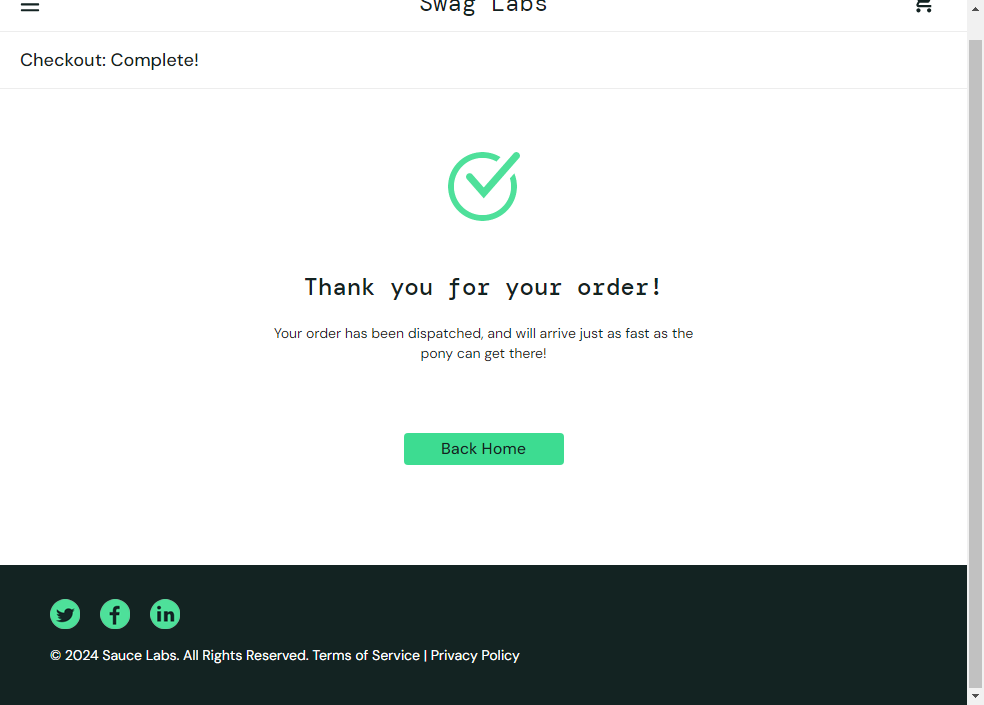 Swag Labs
Checkout: Complete!
Thank you for your order!
Your order has been dispatched, and will arrive just as fast as the
pony can get there!
Back Home
© 2024 Sauce Labs. All Rights Reserved. Terms of Service | Privacy Policy